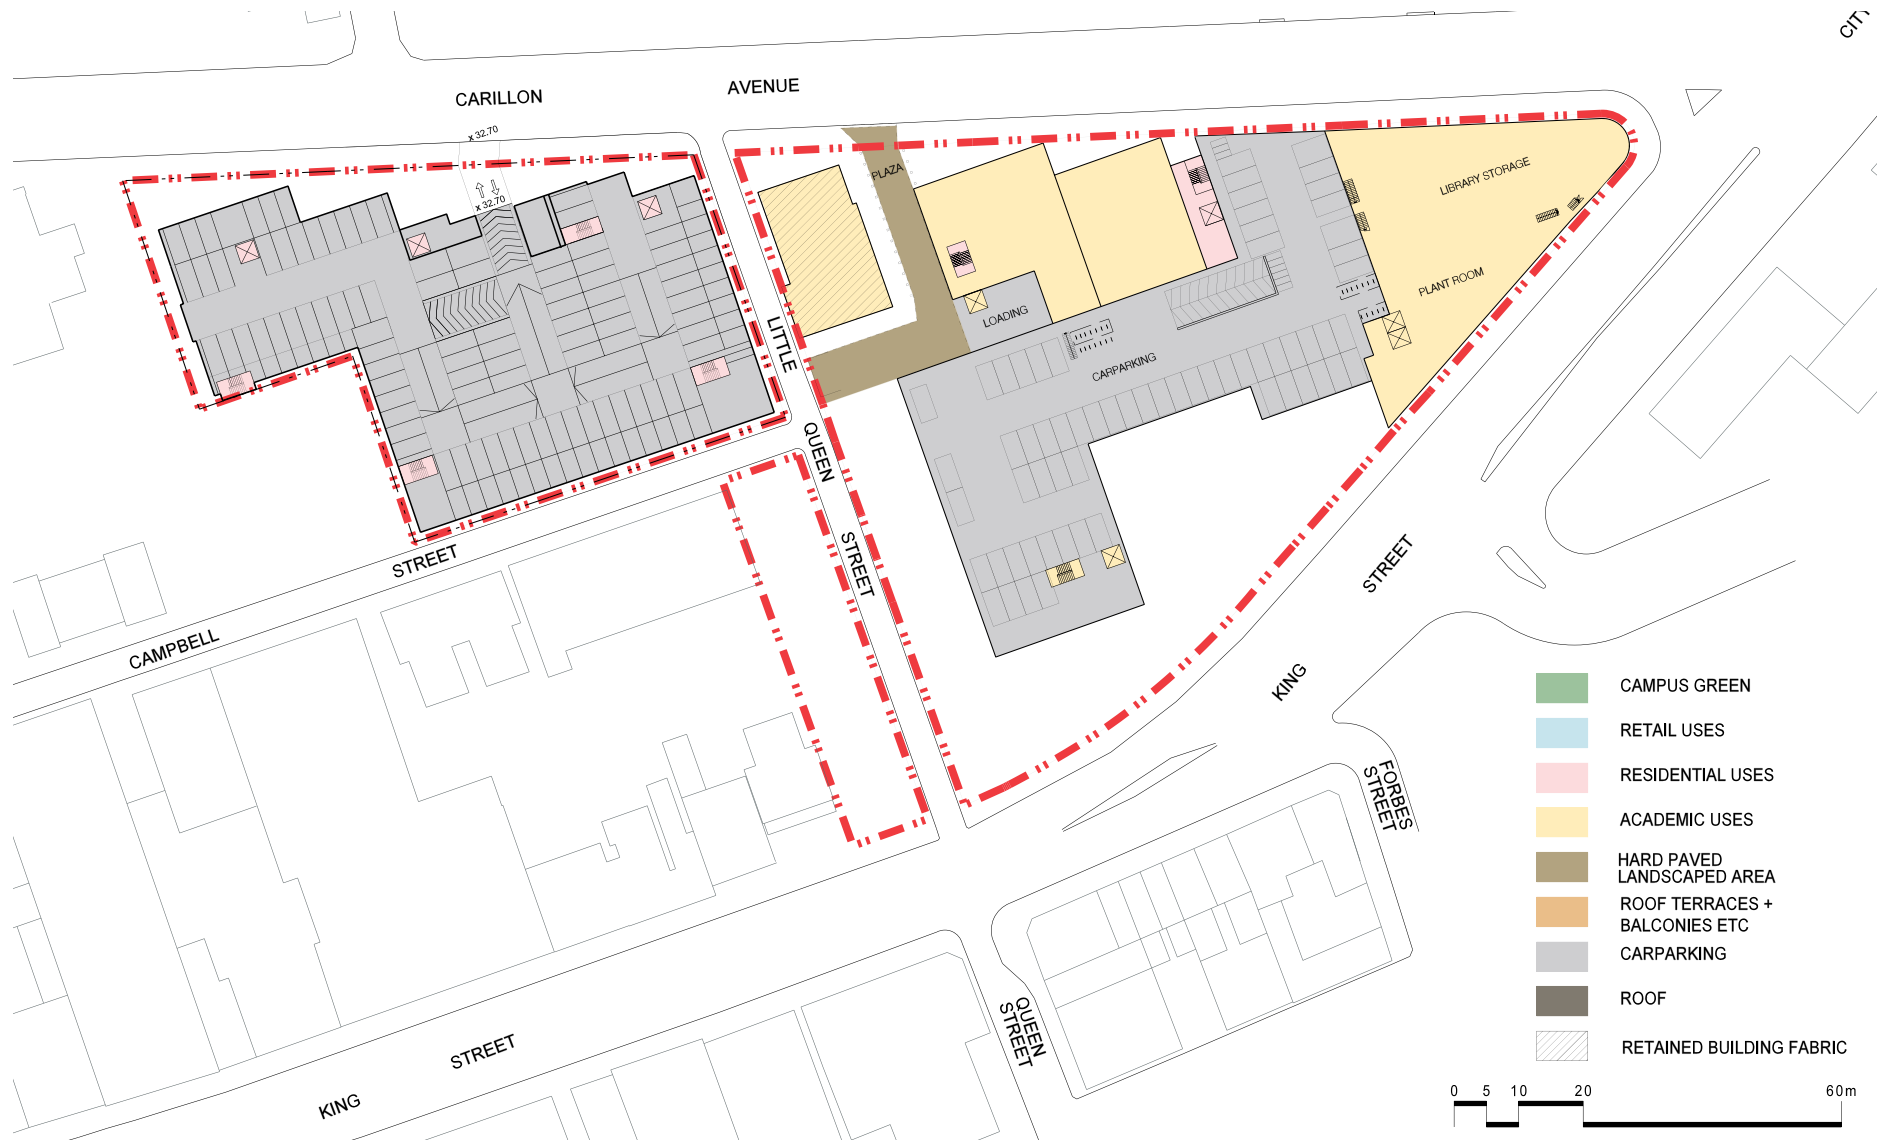 CITY
CARILLON
AVENUE
x 32.70
x 32.70
PLAZA
LIBRARY STORAGE
PLANT ROOM
LOADING
CARPARKING
LITTLE
QUEEN
STREET
STREET
CAMPBELL
STREET
KING
STREET
KING
FORBES
STREET
QUEEN
STREET
CAMPUS GREEN
RETAIL USES
RESIDENTIAL USES
ACADEMIC USES
HARD PAVED
LANDSCAPED AREA
ROOF TERRACES +
BALCONIES ETC
CARPARKING
ROOF
RETAINED BUILDING FABRIC
0 5 10 20 60m